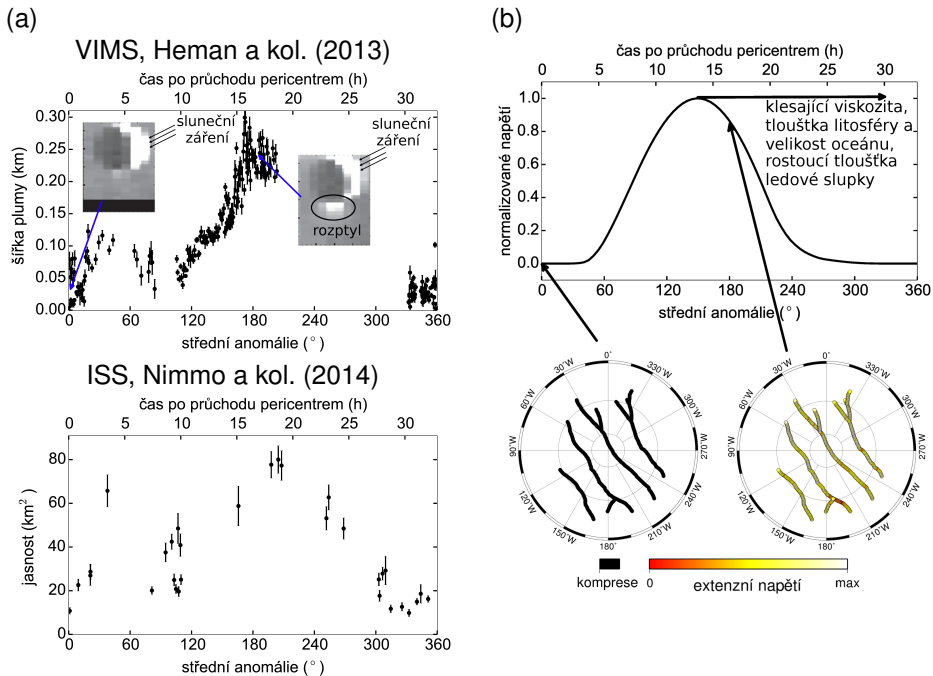 (a)
VIMS, Heman a kol. (2013)
čas po průchodu pericentrem (h)
0 5 10 15 20 25 30
sluneční
záření
sluneční
záření
rozptyl
šířka plumy (km)
0.30
0.25
0.20
0.15
0.10
0.05
0.00
0 60 120 180 240 300 360
střední anomálie (°)
ISS, Nimmo a kol. (2014)
čas po průchodu pericentrem (h)
0 5 10 15 20 25 30
jasnost (km²)
80
60
40
20
0
0 60 120 180 240 300 360
střední anomálie (°)
(b)
čas po průchodu pericentrem (h)
0 5 10 15 20 25 30
normalizované napětí
1.0
0.8
0.6
0.4
0.2
0.0
klesající viskozita,
tlouštka litosféry a
velikost oceánu,
rostoucí tloušťka
ledové slupky
0 60 120 180 240 300 360
střední anomálie (°)
0˚
30˚W
330˚W
60˚W
300˚W
90˚W
270˚W
120˚W
240˚W
150˚W
210˚W
180˚
0˚
30˚W
330˚W
60˚W
300˚W
90˚W
270˚W
120˚W
240˚W
150˚W
210˚W
180˚
komprese
0 extenzní napětí max